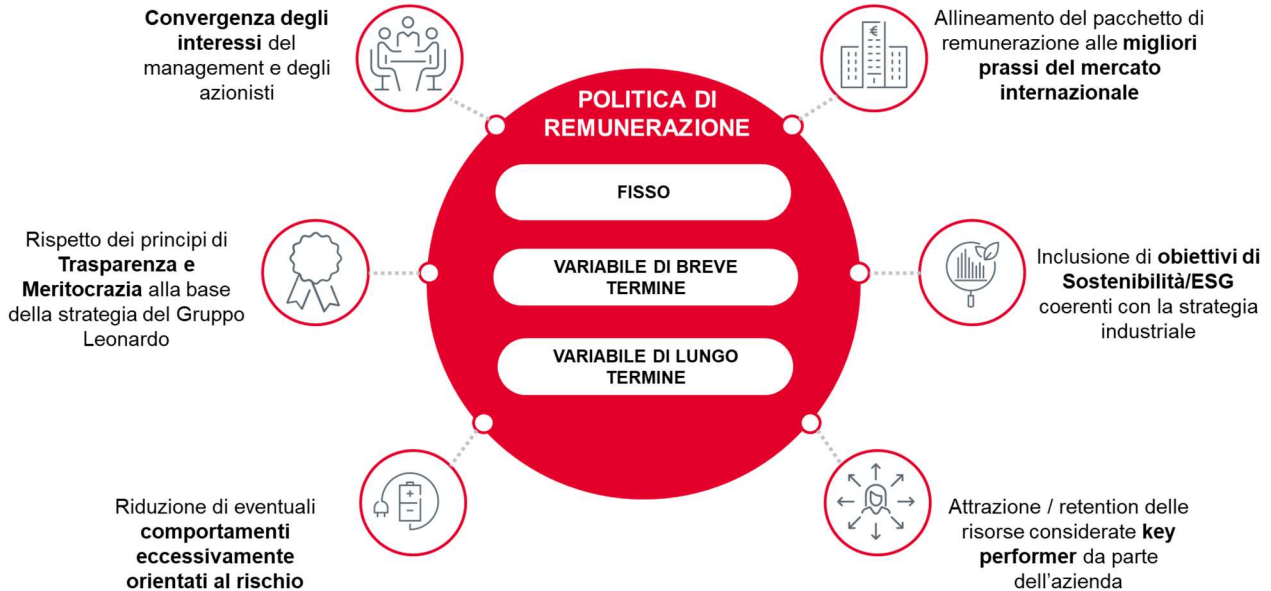 Convergenza degli
interessi del
management e degli
azionisti
Allineamento del pacchetto di
remunerazione alle migliori
prassi del mercato
internazionale
€
POLITICA DI
REMUNERAZIONE
FISSO
VARIABILE DI BREVE
TERMINE
VARIABILE DI LUNGO
TERMINE
Rispetto dei principi di
Trasparenza e
Meritocrazia alla base
della strategia del Gruppo
Leonardo
Inclusione di obiettivi di
Sostenibilità/ESG
coerenti con la strategia
industriale
Riduzione di eventuali
comportamenti
eccessivamente
orientati al rischio
Attrazione / retention delle
risorse considerate key
performer da parte
dell'azienda